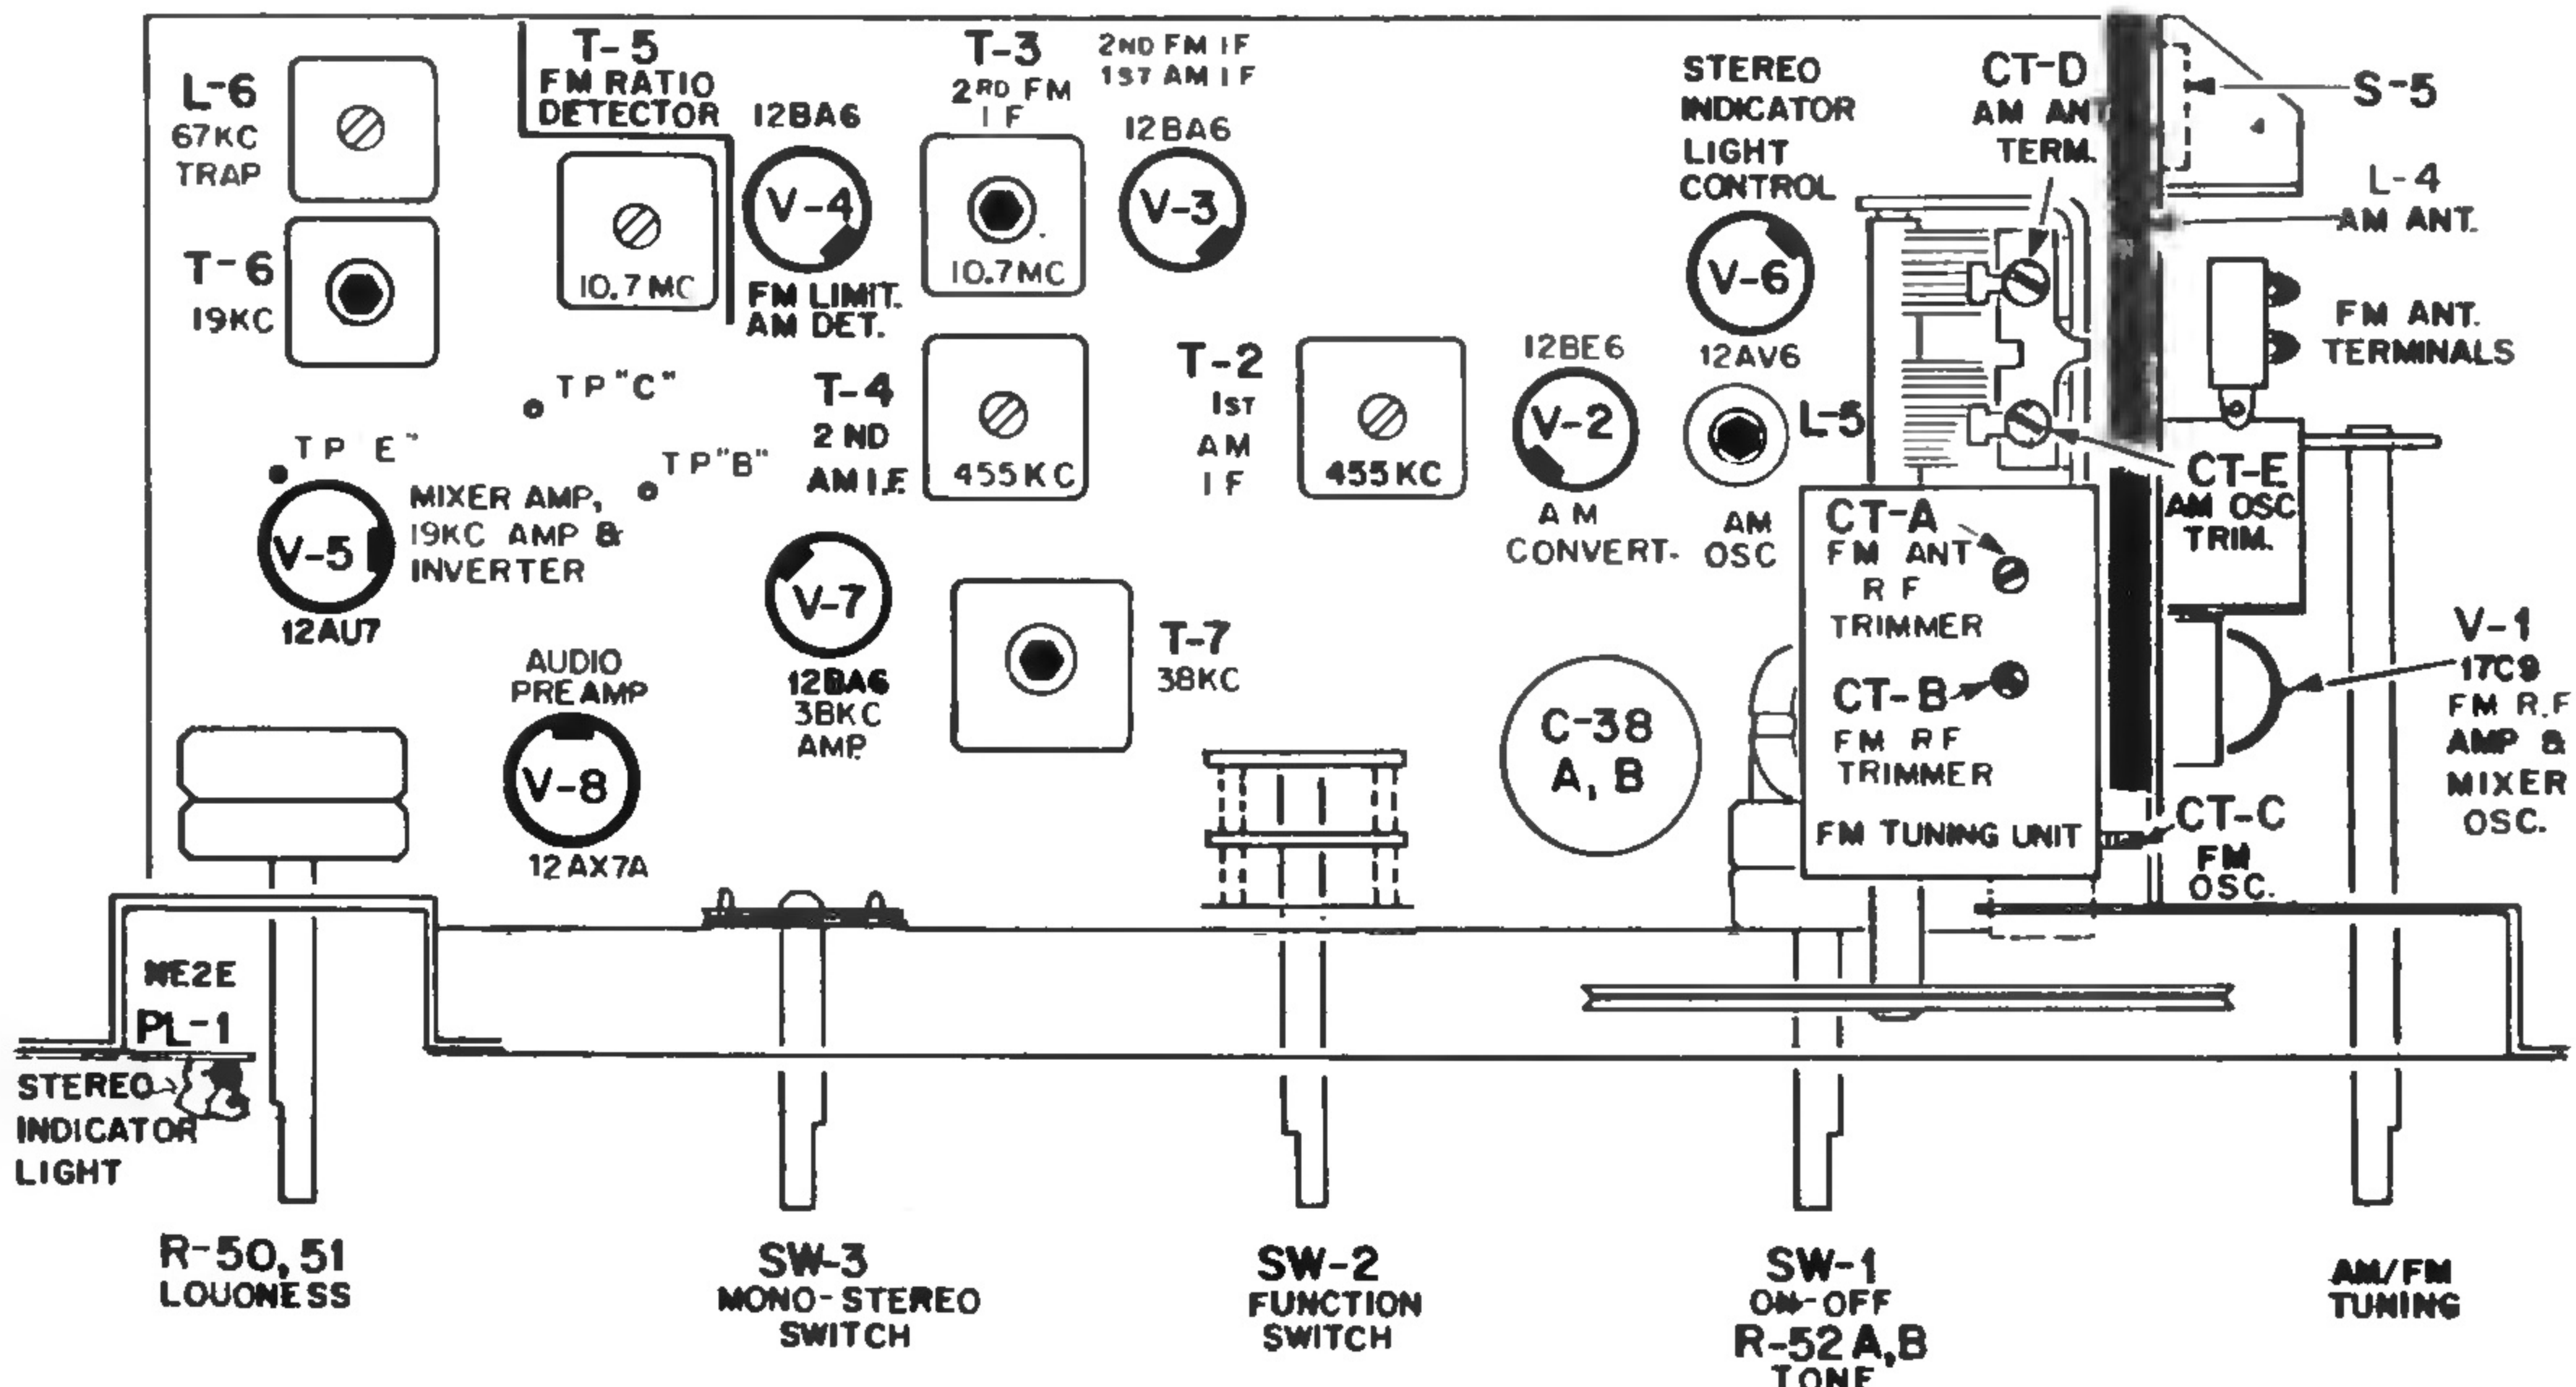 L-6
67KC
TRAP
T-6
19KC
T-5
FM RATIO
DETECTOR
10.7 MC
12BA6
V-4
FM LIMIT.
AM DET.
T-3
2RD FM
I F
10.7MC
2ND FM IF
1ST AM I F
12BA6
V-3
STEREO
INDICATOR
LIGHT
CONTROL
V-6
12AV6
CT-D
AM AN
TERM.
S-5
L-4
AM ANT.
FM ANT.
TERMINALS
TP "C"
TP "B"
TP E"
V-5
12AU7
MIXER AMP,
19KC AMP &
INVERTER
T-4
2 ND
AM I.F.
455KC
T-2
1ST
AM
I F
455KC
12BE6
V-2
AM
CONVERT-
L-5
AM
OSC
CT-E
AM OSC
TRIM.
CT-A
FM ANT
R F
TRIMMER
CT-B
FM RF
TRIMMER
FM TUNING UNIT
CT-C
FM
OSC.
V-1
17C9
FM R.F
AMP &
MIXER
OSC.
V-7
12BA6
38KC
AMP.
T-7
38KC
AUDIO
PREAMP
V-8
12AX7A
C-38
A, B
NE2E
PL-1
STEREO
INDICATOR
LIGHT
R-50,51
LOUONESS
SW-3
MONO-STEREO
SWITCH
SW-2
FUNCTION
SWITCH
SW-1
ON-OFF
R-52A,B
TONE
AM/FM
TUNING